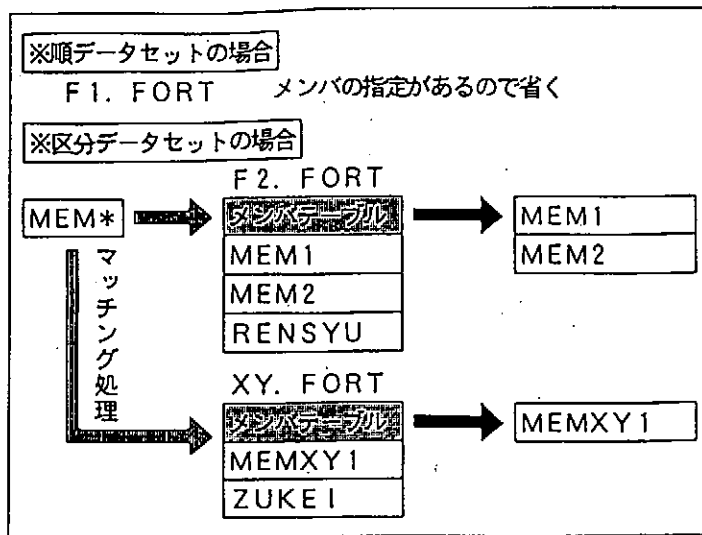 ※順データセットの場合
F1. FORT メンバの指定があるので省く
※区分データセットの場合
F2. FORT
MEM*
メンバテーブル
MEM1
MEM2
RENSYU
MEM1
MEM2
マッチング処理
XY. FORT
メンバテーブル
MEMXY1
ZUKEI
MEMXY1